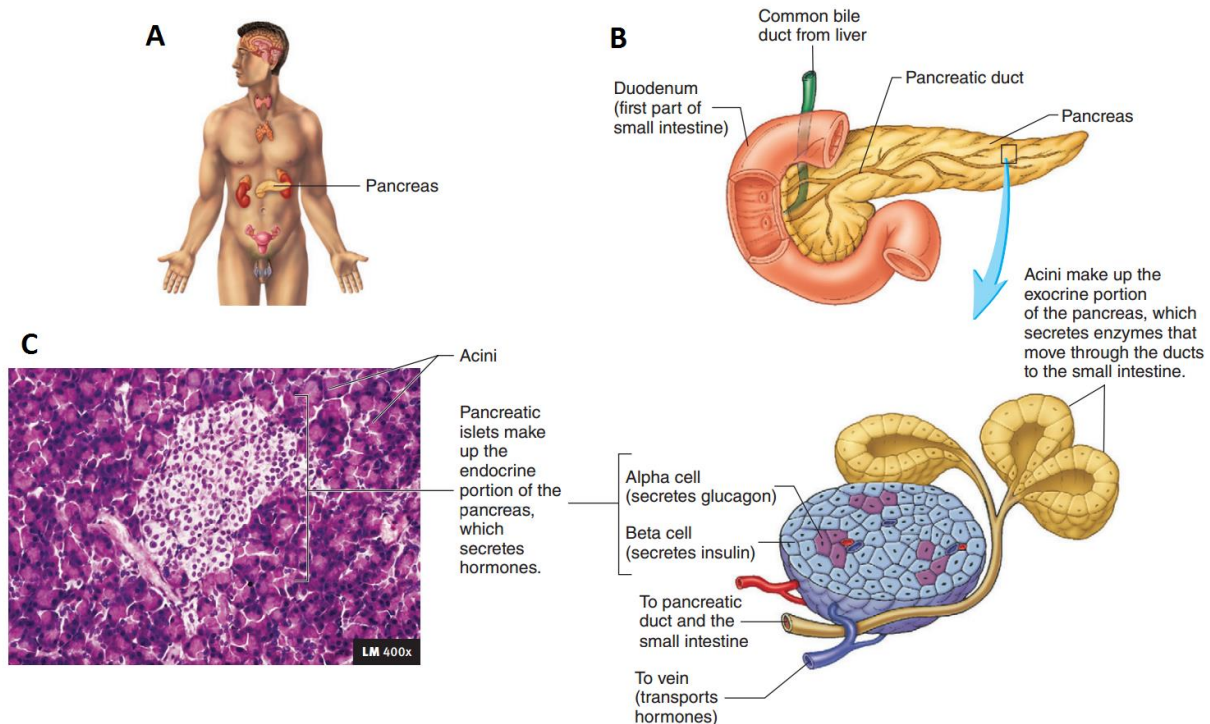 A
Pancreas
B
Common bile
duct from liver
Pancreatic duct
Duodenum
(first part of
small intestine)
Pancreas
Acini make up the
exocrine portion
of the pancreas, which
secretes enzymes that
move through the ducts
to the small intestine.
C
Acini
Pancreatic
islets make
up the
endocrine
portion of the
pancreas,
which
secretes
hormones.
LM 400x
Alpha cell
(secretes glucagon)
Beta cell
(secretes insulin)
To pancreatic
duct and the
small intestine
To vein
(transports
hormones)